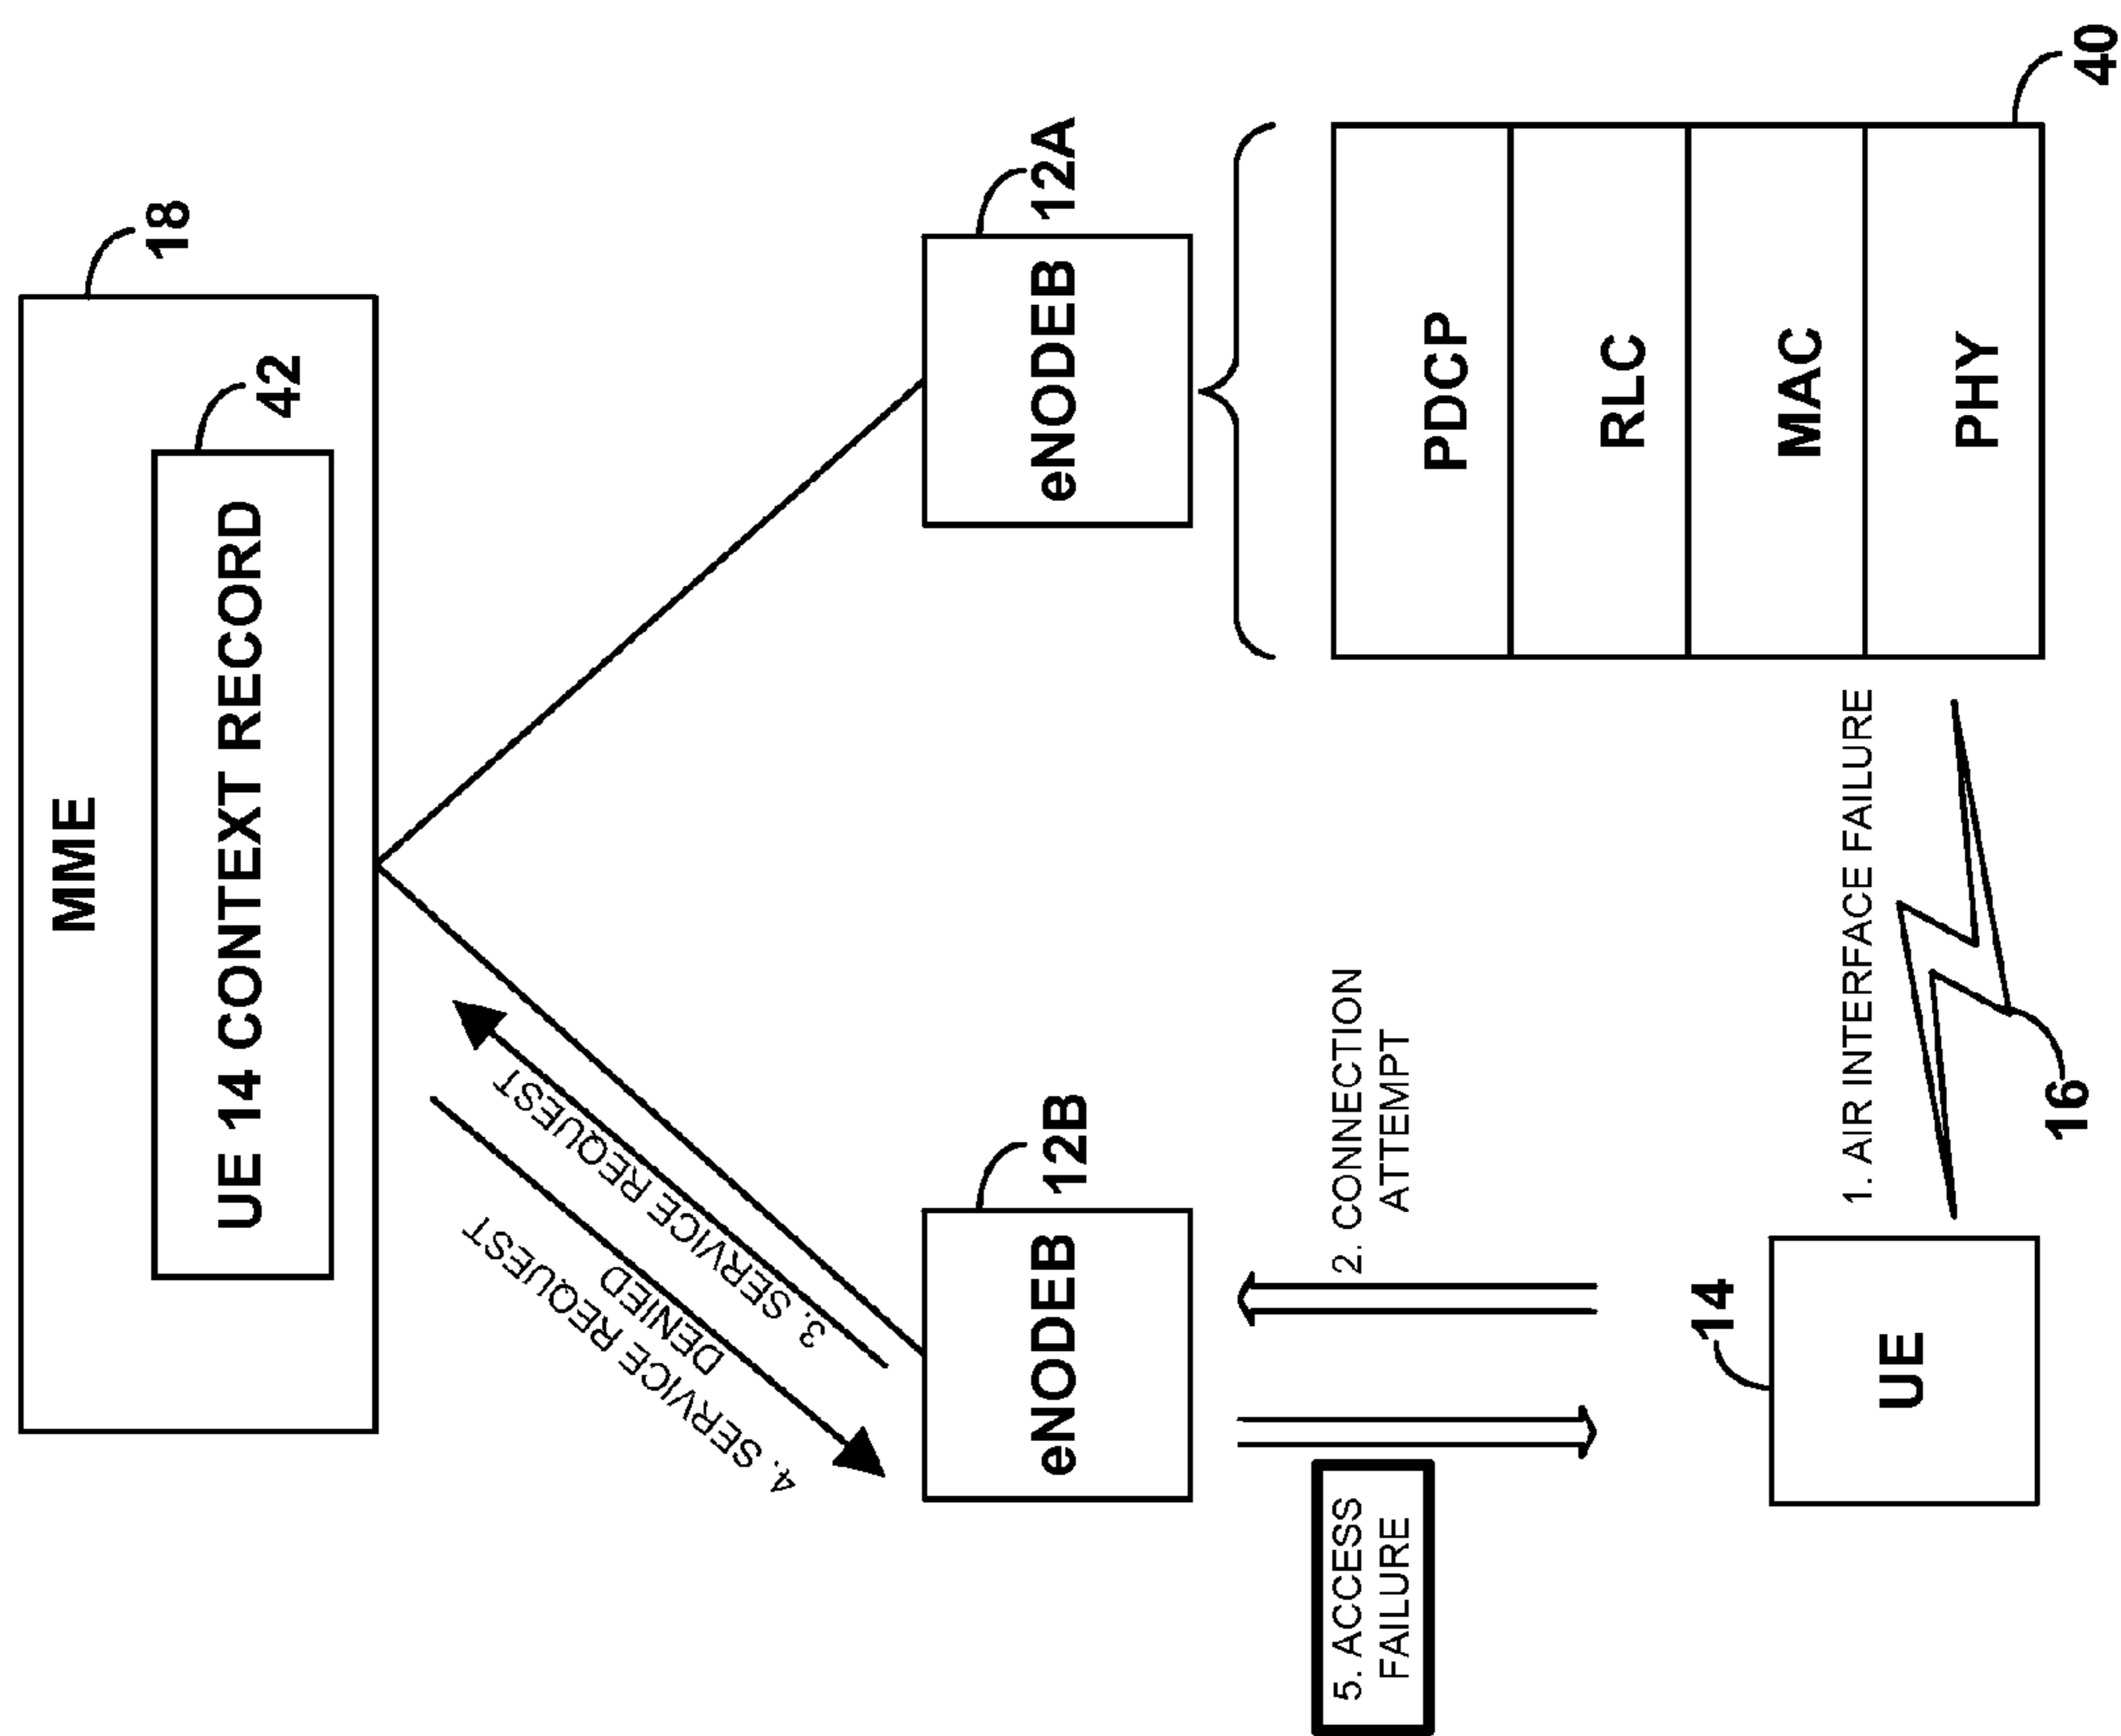 MME
18
UE 14 CONTEXT RECORD
42
4. SERVICE REQUEST
DENIED
3. SERVICE REQUEST
eNODEB
12B
eNODEB
12A
5. ACCESS
FAILURE
2. CONNECTION
ATTEMPT
PDCP
RLC
MAC
PHY
40
UE
14
1. AIR INTERFACE FAILURE
16